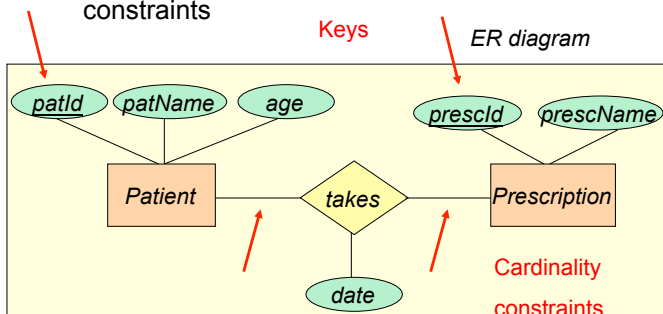 constraints
Keys
ER diagram
patId
patName
age
prescId
prescName
Patient
takes
Prescription
Cardinality
constraints
date